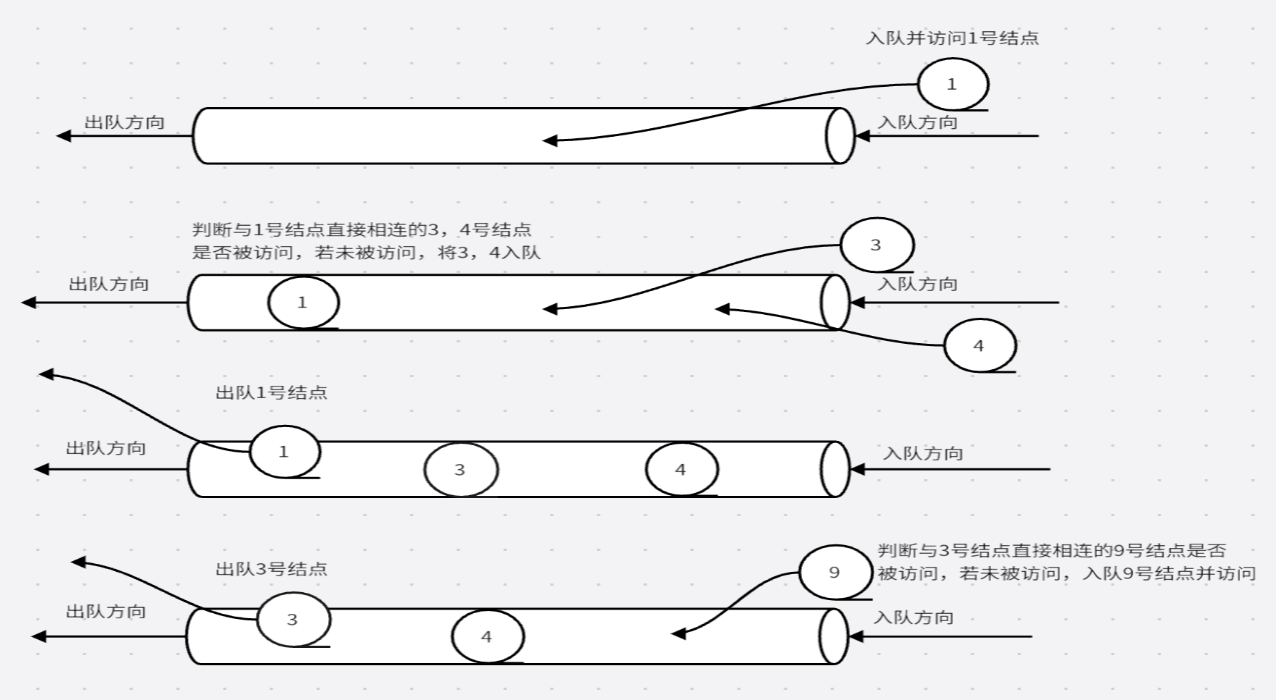 入队并访问1号结点
1
出队方向
入队方向
判断与1号结点直接相连的3，4号结点
是否被访问，若未被访问，将3，4入队
3
出队方向
1
入队方向
4
出队1号结点
出队方向
1
3
4
入队方向
出队3号结点
9
判断与3号结点直接相连的9号结点是否
被访问，若未被访问，入队9号结点并访问
出队方向
3
4
入队方向